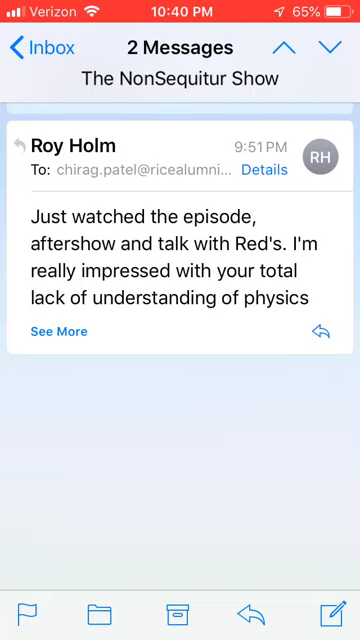 Verizon 10:40 PM 65%
Inbox 2 Messages
The NonSequitur Show
Roy Holm 9:51 PM RH
To: chirag.patel@ricealumni... Details
Just watched the episode,
aftershow and talk with Red's. I'm
really impressed with your total
lack of understanding of physics
See More